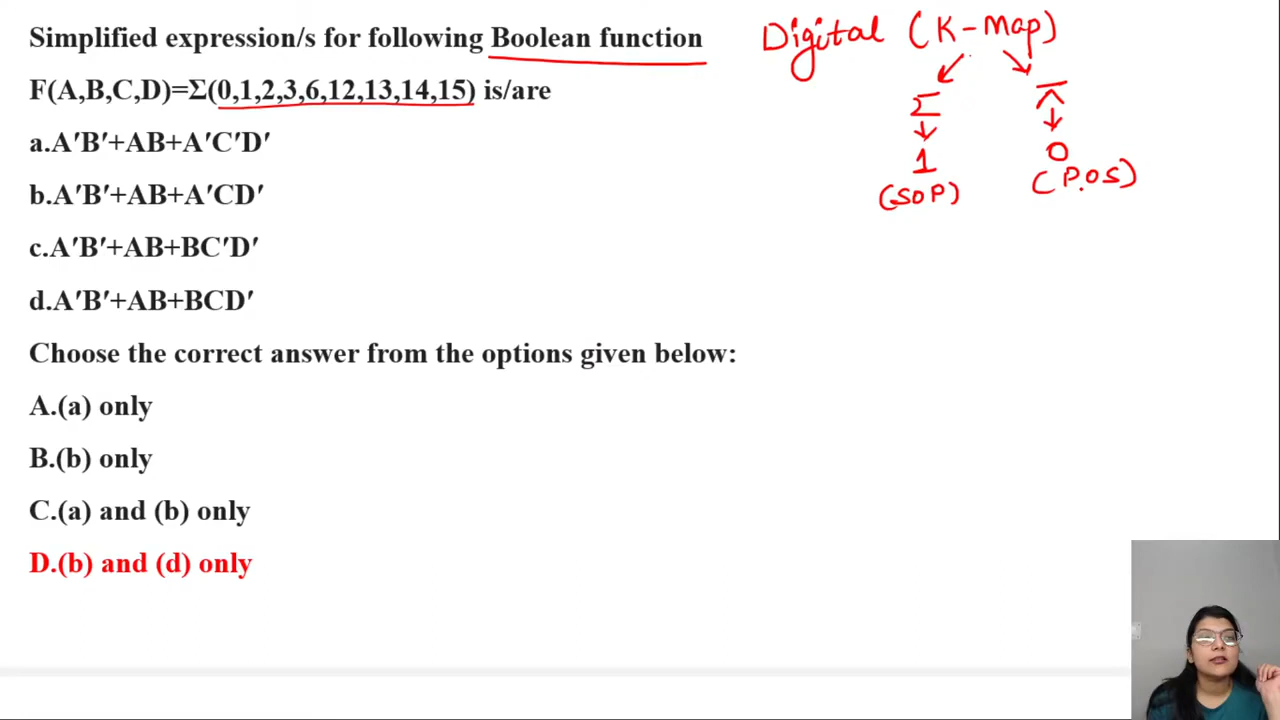 Simplified expression/s for following Boolean function
F(A,B,C,D)=Σ(0,1,2,3,6,12,13,14,15) is/are
a.A′B′+AB+A′C′D′
b.A′B′+AB+A′CD′
c.A′B′+AB+BC′D′
d.A′B′+AB+BCD′
Choose the correct answer from the options given below:
A.(a) only
B.(b) only
C.(a) and (b) only
D.(b) and (d) only
Digital (K-Map)
Σ π
1 0
(SOP) (P.OS)